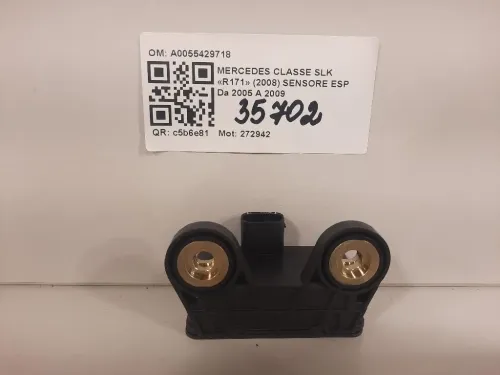 OM: A0055429718
MERCEDES CLASSE SLK
«R171» (2008) SENSORE ESP
Da 2005 A 2009
35702
QR: c5b6e81 Mot: 272942